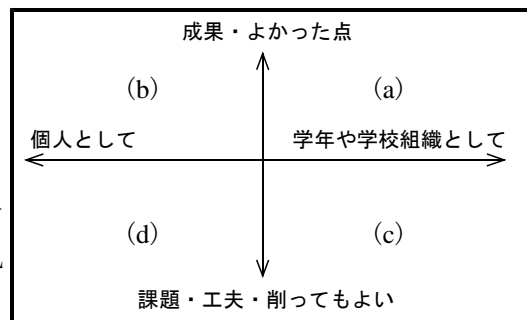 成果・よかった点
(b)
(a)
個人として
学年や学校組織として
(d)
(c)
課題・工夫・削ってもよい